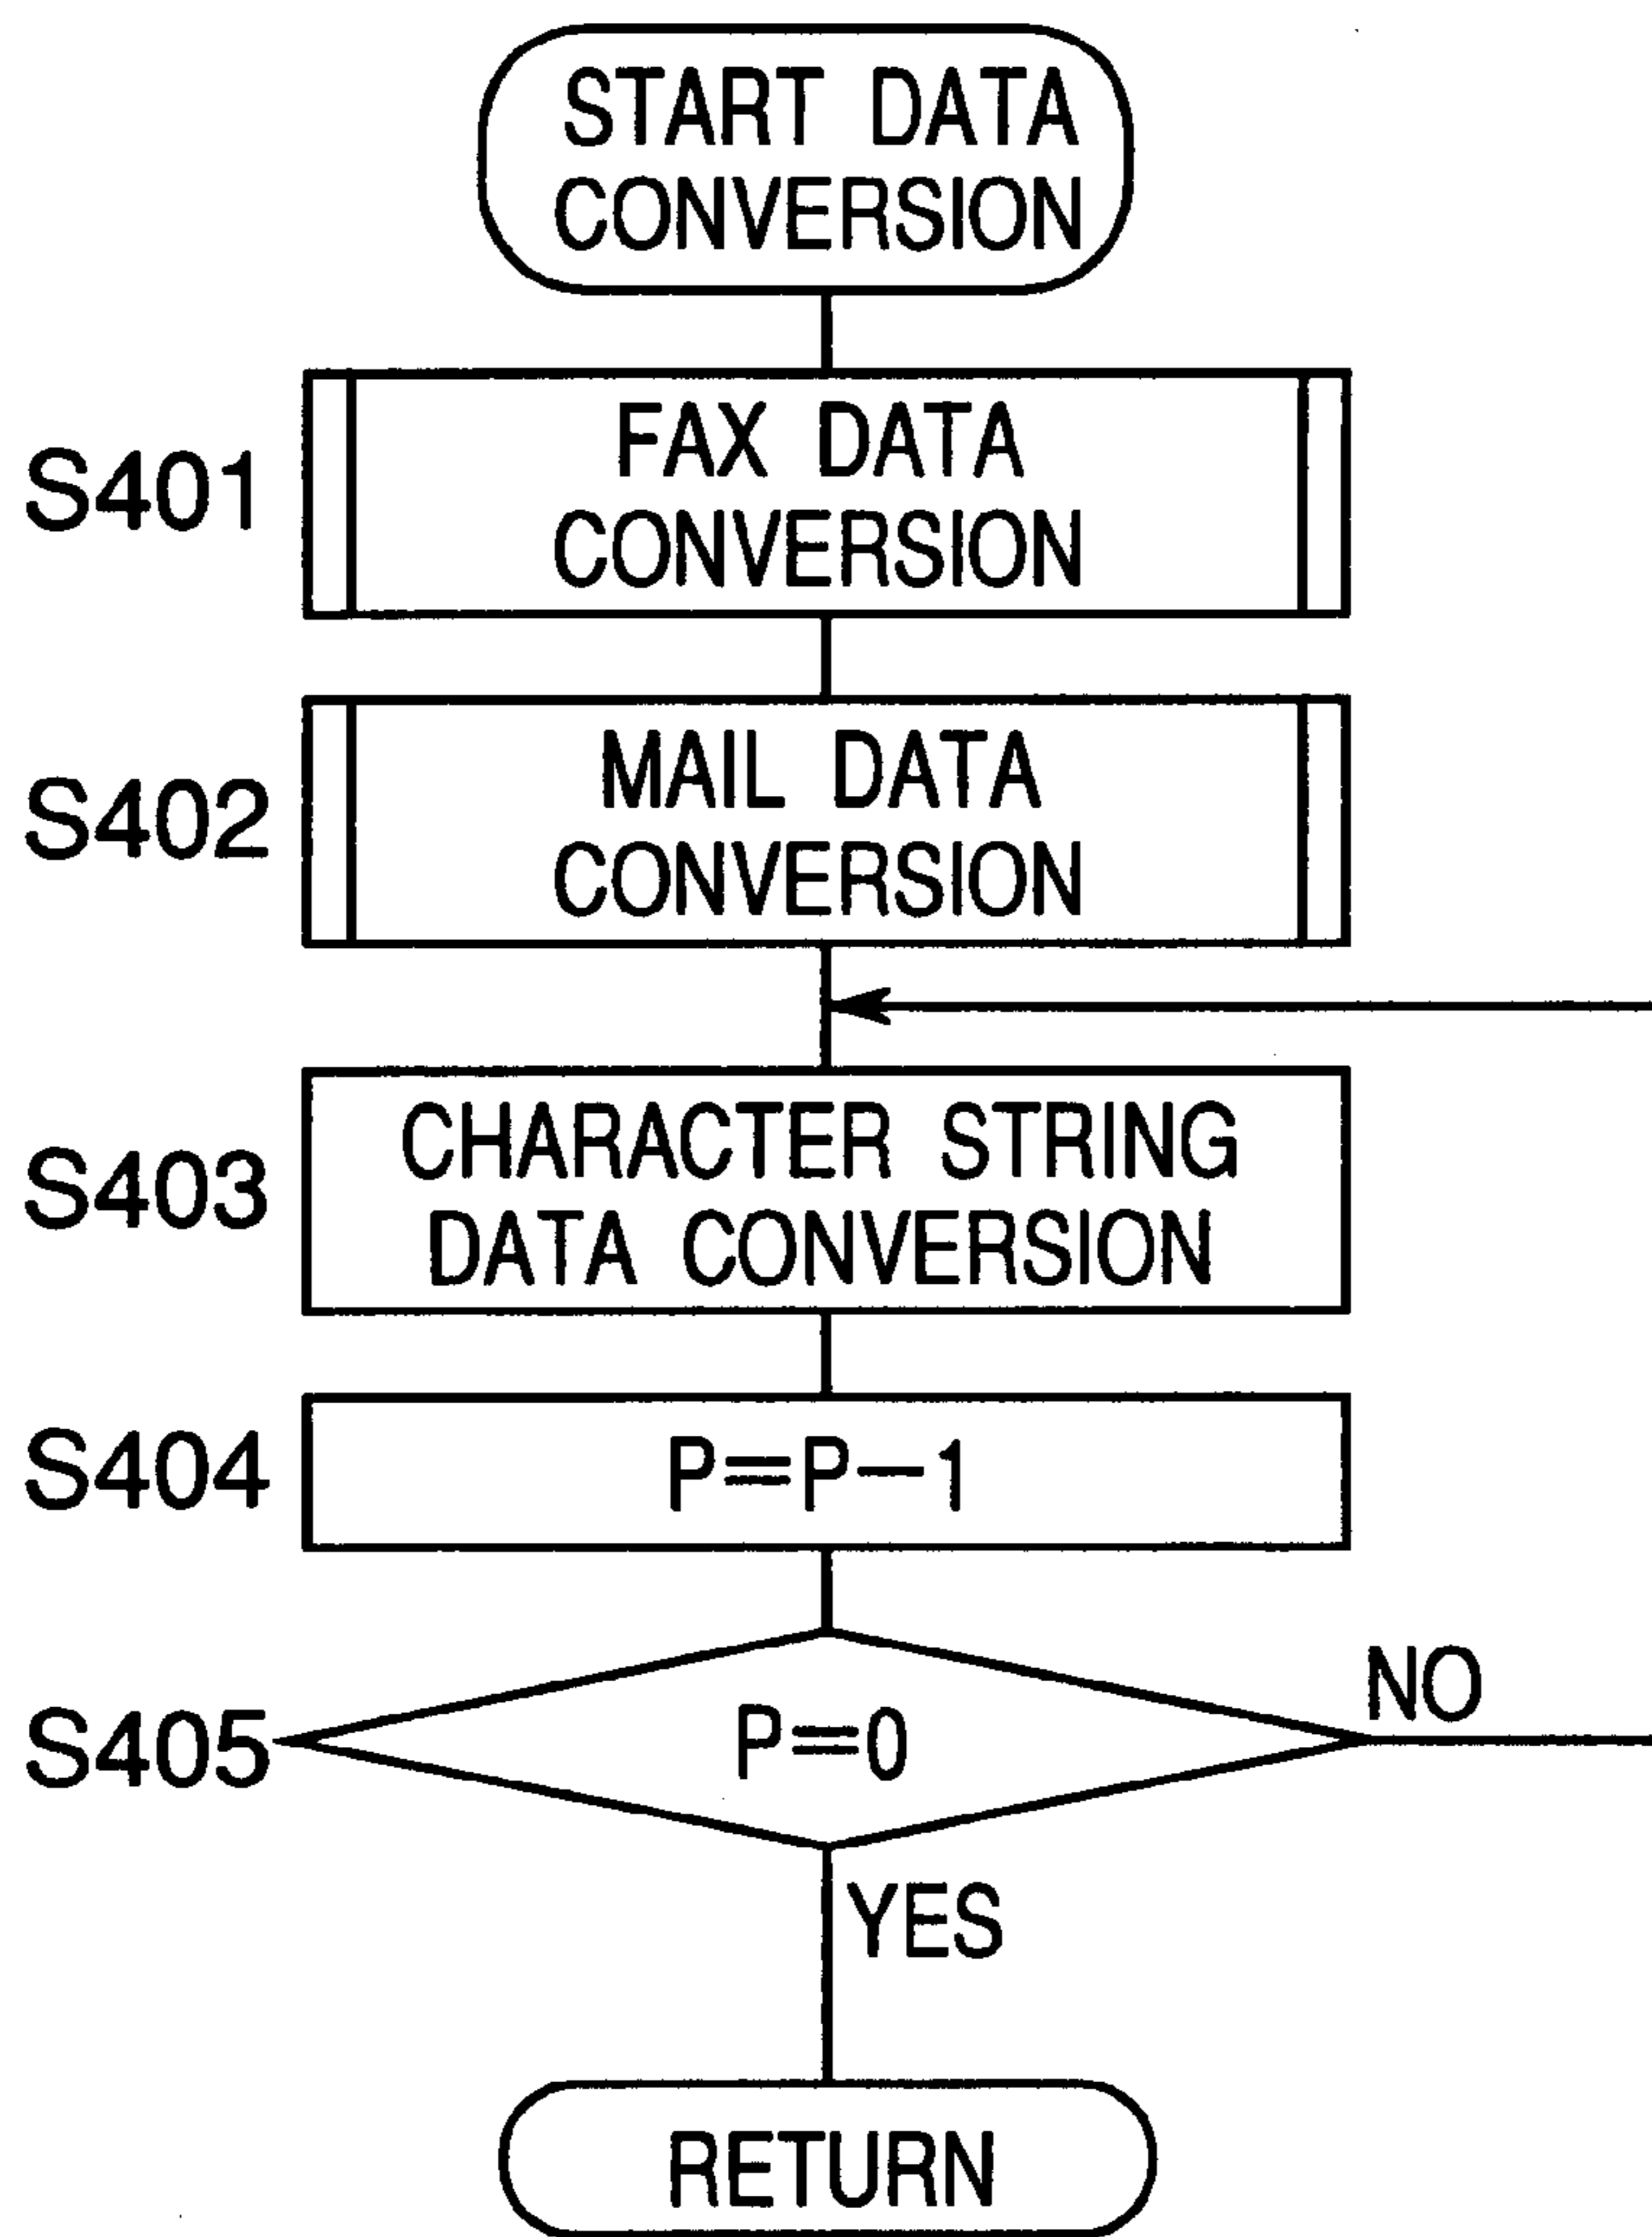 START DATA
CONVERSION
S401
FAX DATA
CONVERSION
S402
MAIL DATA
CONVERSION
S403
CHARACTER STRING
DATA CONVERSION
S404
P=P-1
S405
P=0
NO
YES
RETURN